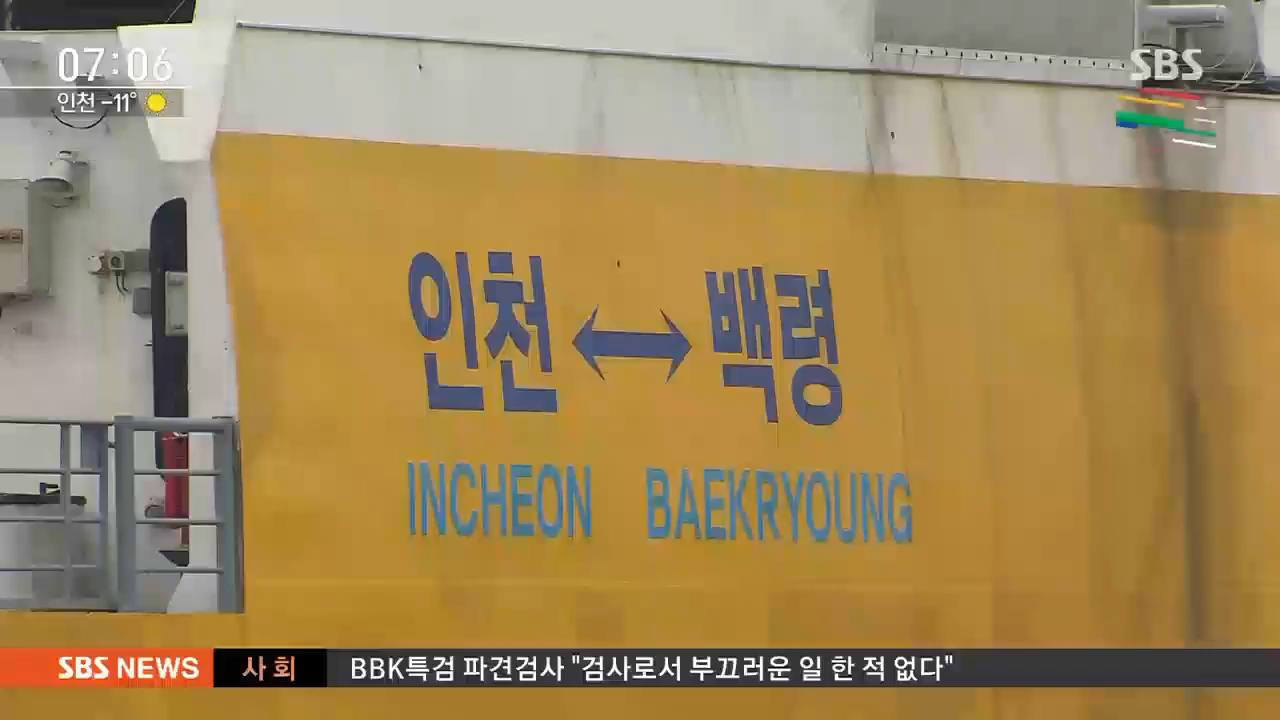 07:06
SBS
인천 -11°
인천↔백령
INCHEON BAEKRYOUNG
SBS NEWS 사회 BBK특검 파견검사 "검사로서 부끄러운 일 한 적 없다"